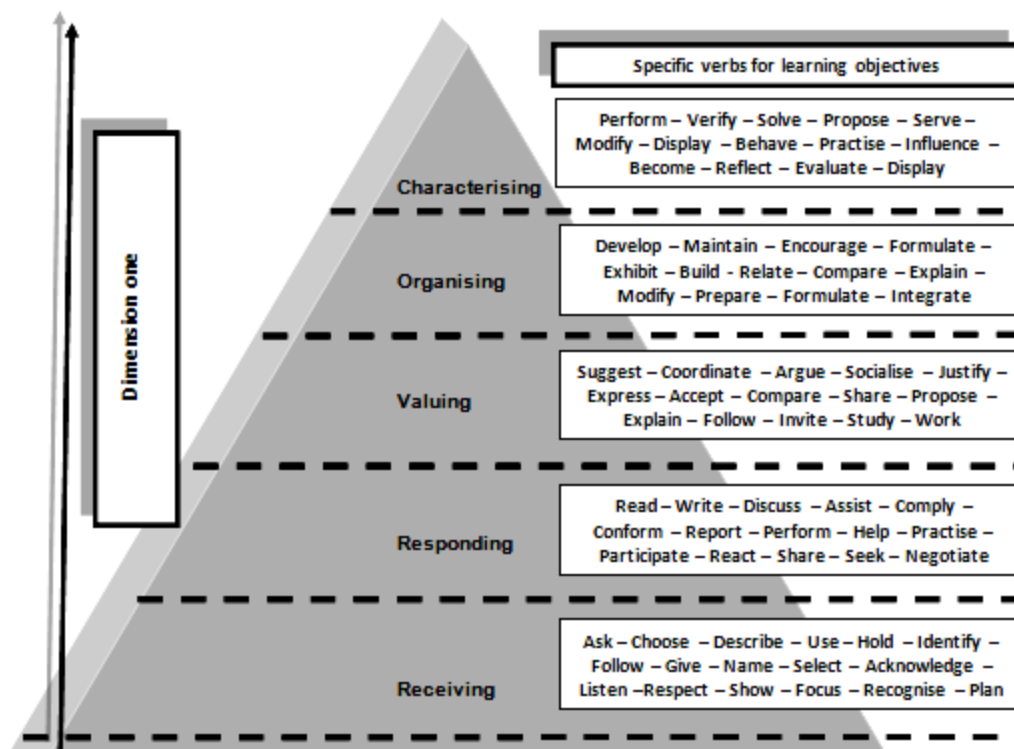 Specific verbs for learning objectives
Perform – Verify – Solve – Propose – Serve –
Modify – Display – Behave – Practise – Influence –
Become – Reflect – Evaluate – Display
Characterising
Develop – Maintain – Encourage – Formulate –
Exhibit – Build - Relate – Compare – Explain –
Modify – Prepare – Formulate – Integrate
Organising
Dimension one
Suggest – Coordinate – Argue – Socialise – Justify –
Express – Accept – Compare – Share – Propose –
Explain – Follow – Invite – Study – Work
Valuing
Read – Write – Discuss – Assist – Comply –
Conform – Report – Perform – Help – Practise –
Participate – React – Share – Seek – Negotiate
Responding
Ask – Choose – Describe – Use – Hold – Identify –
Follow – Give – Name – Select – Acknowledge –
Listen –Respect – Show – Focus – Recognise – Plan
Receiving